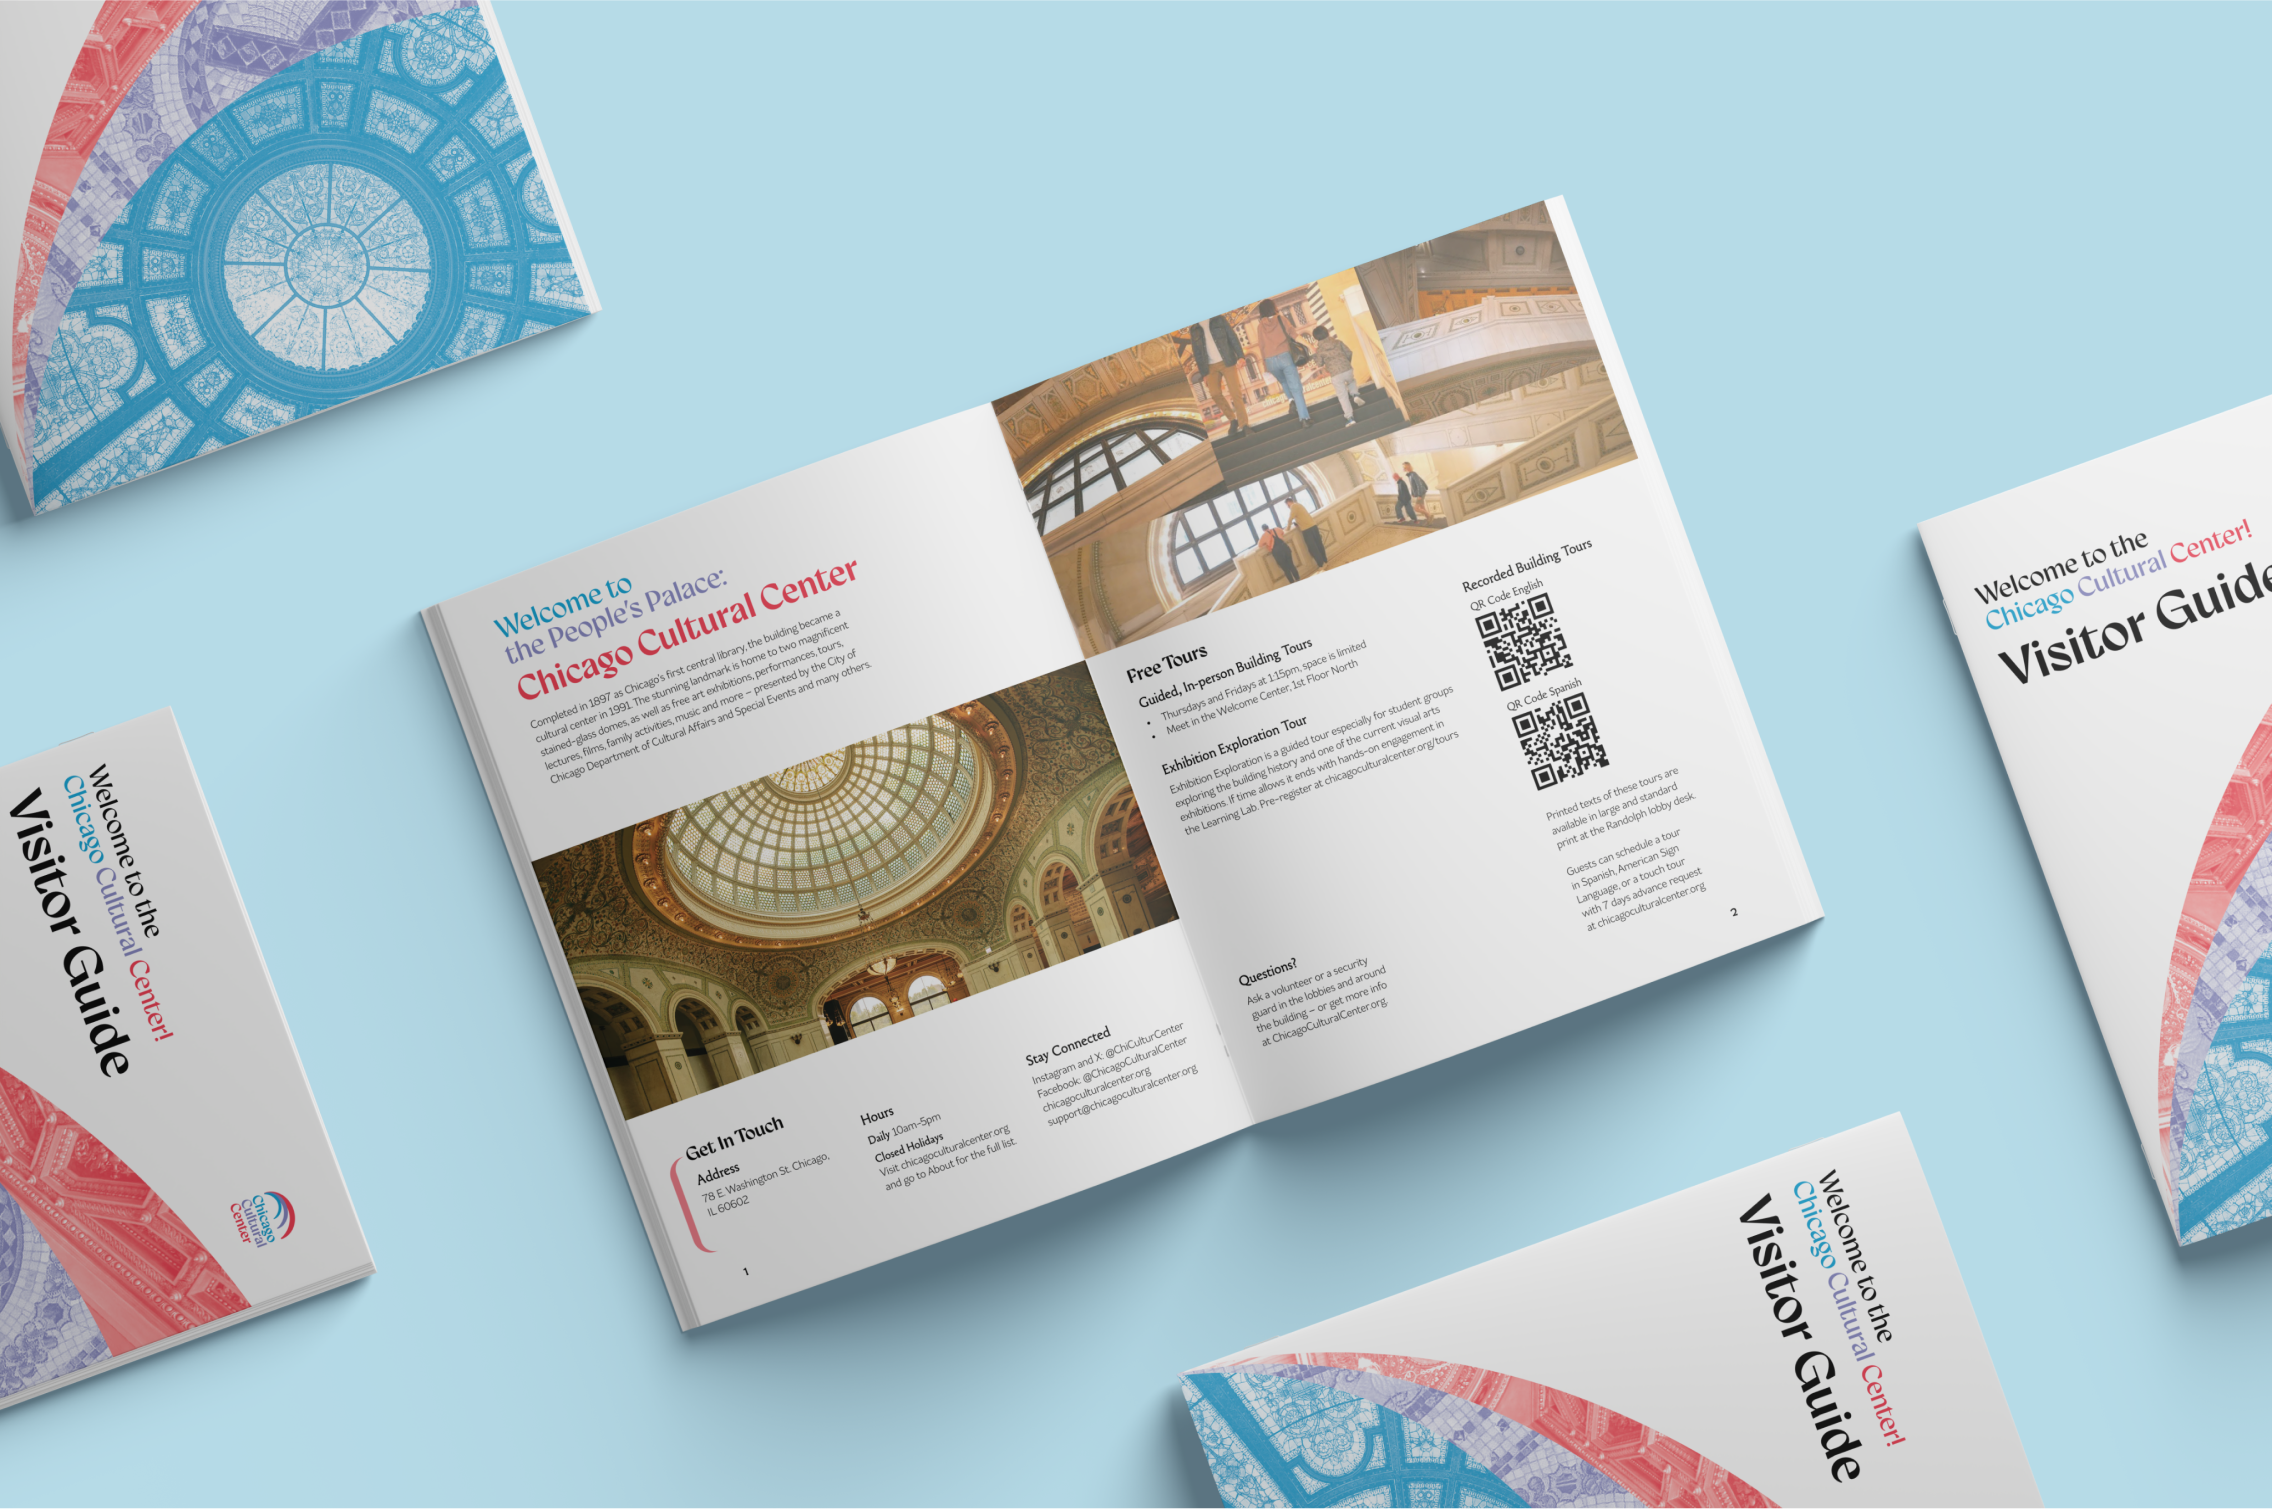 Welcome to
the People's Palace:
Chicago Cultural Center
Completed in 1897 as Chicago's first central library, the building became a
cultural center in 1991. The stunning landmark is home to two magnificent
stained-glass domes, as well as free art exhibitions, performances, tours,
lectures, films, family activities, music and more – presented by the City of
Chicago Department of Cultural Affairs and Special Events and many others.
Get In Touch
Address
78 E. Washington St. Chicago,
IL 60602
Hours
Daily 10am–5pm
Closed Holidays
Visit chicagoculturalcenter.org
and go to About for the full list.
Stay Connected
Instagram and X: @ChiCulturCenter
Facebook: @ChicagoCulturalCenter
chicagoculturalcenter.org
support@chicagoculturalcenter.org
1
Free Tours
Guided, In-person Building Tours
• Thursdays and Fridays at 1:15pm, space is limited
• Meet in the Welcome Center, 1st Floor North
Exhibition Exploration Tour
Exhibition Exploration is a guided tour especially for student groups
exploring the building history and one of the current visual arts
exhibitions. If time allows it ends with hands-on engagement in
the Learning Lab. Pre-register at chicagoculturalcenter.org/tours
Questions?
Ask a volunteer or a security
guard in the lobbies and around
the building – or get more info
at ChicagoCulturalCenter.org.
Recorded Building Tours
QR Code English
QR Code Spanish
Printed texts of these tours are
available in large and standard
print at the Randolph lobby desk.
Guests can schedule a tour
in Spanish, American Sign
Language, or a touch tour
with 7 days advance request
at chicagoculturalcenter.org
2
Welcome to the
Chicago Cultural Center!
Visitor Guide
Chicago
Cultural
Center
Welcome to the
Chicago Cultural Center!
Visitor Guide
Welcome to the
Chicago Cultural Center!
Visitor Guide